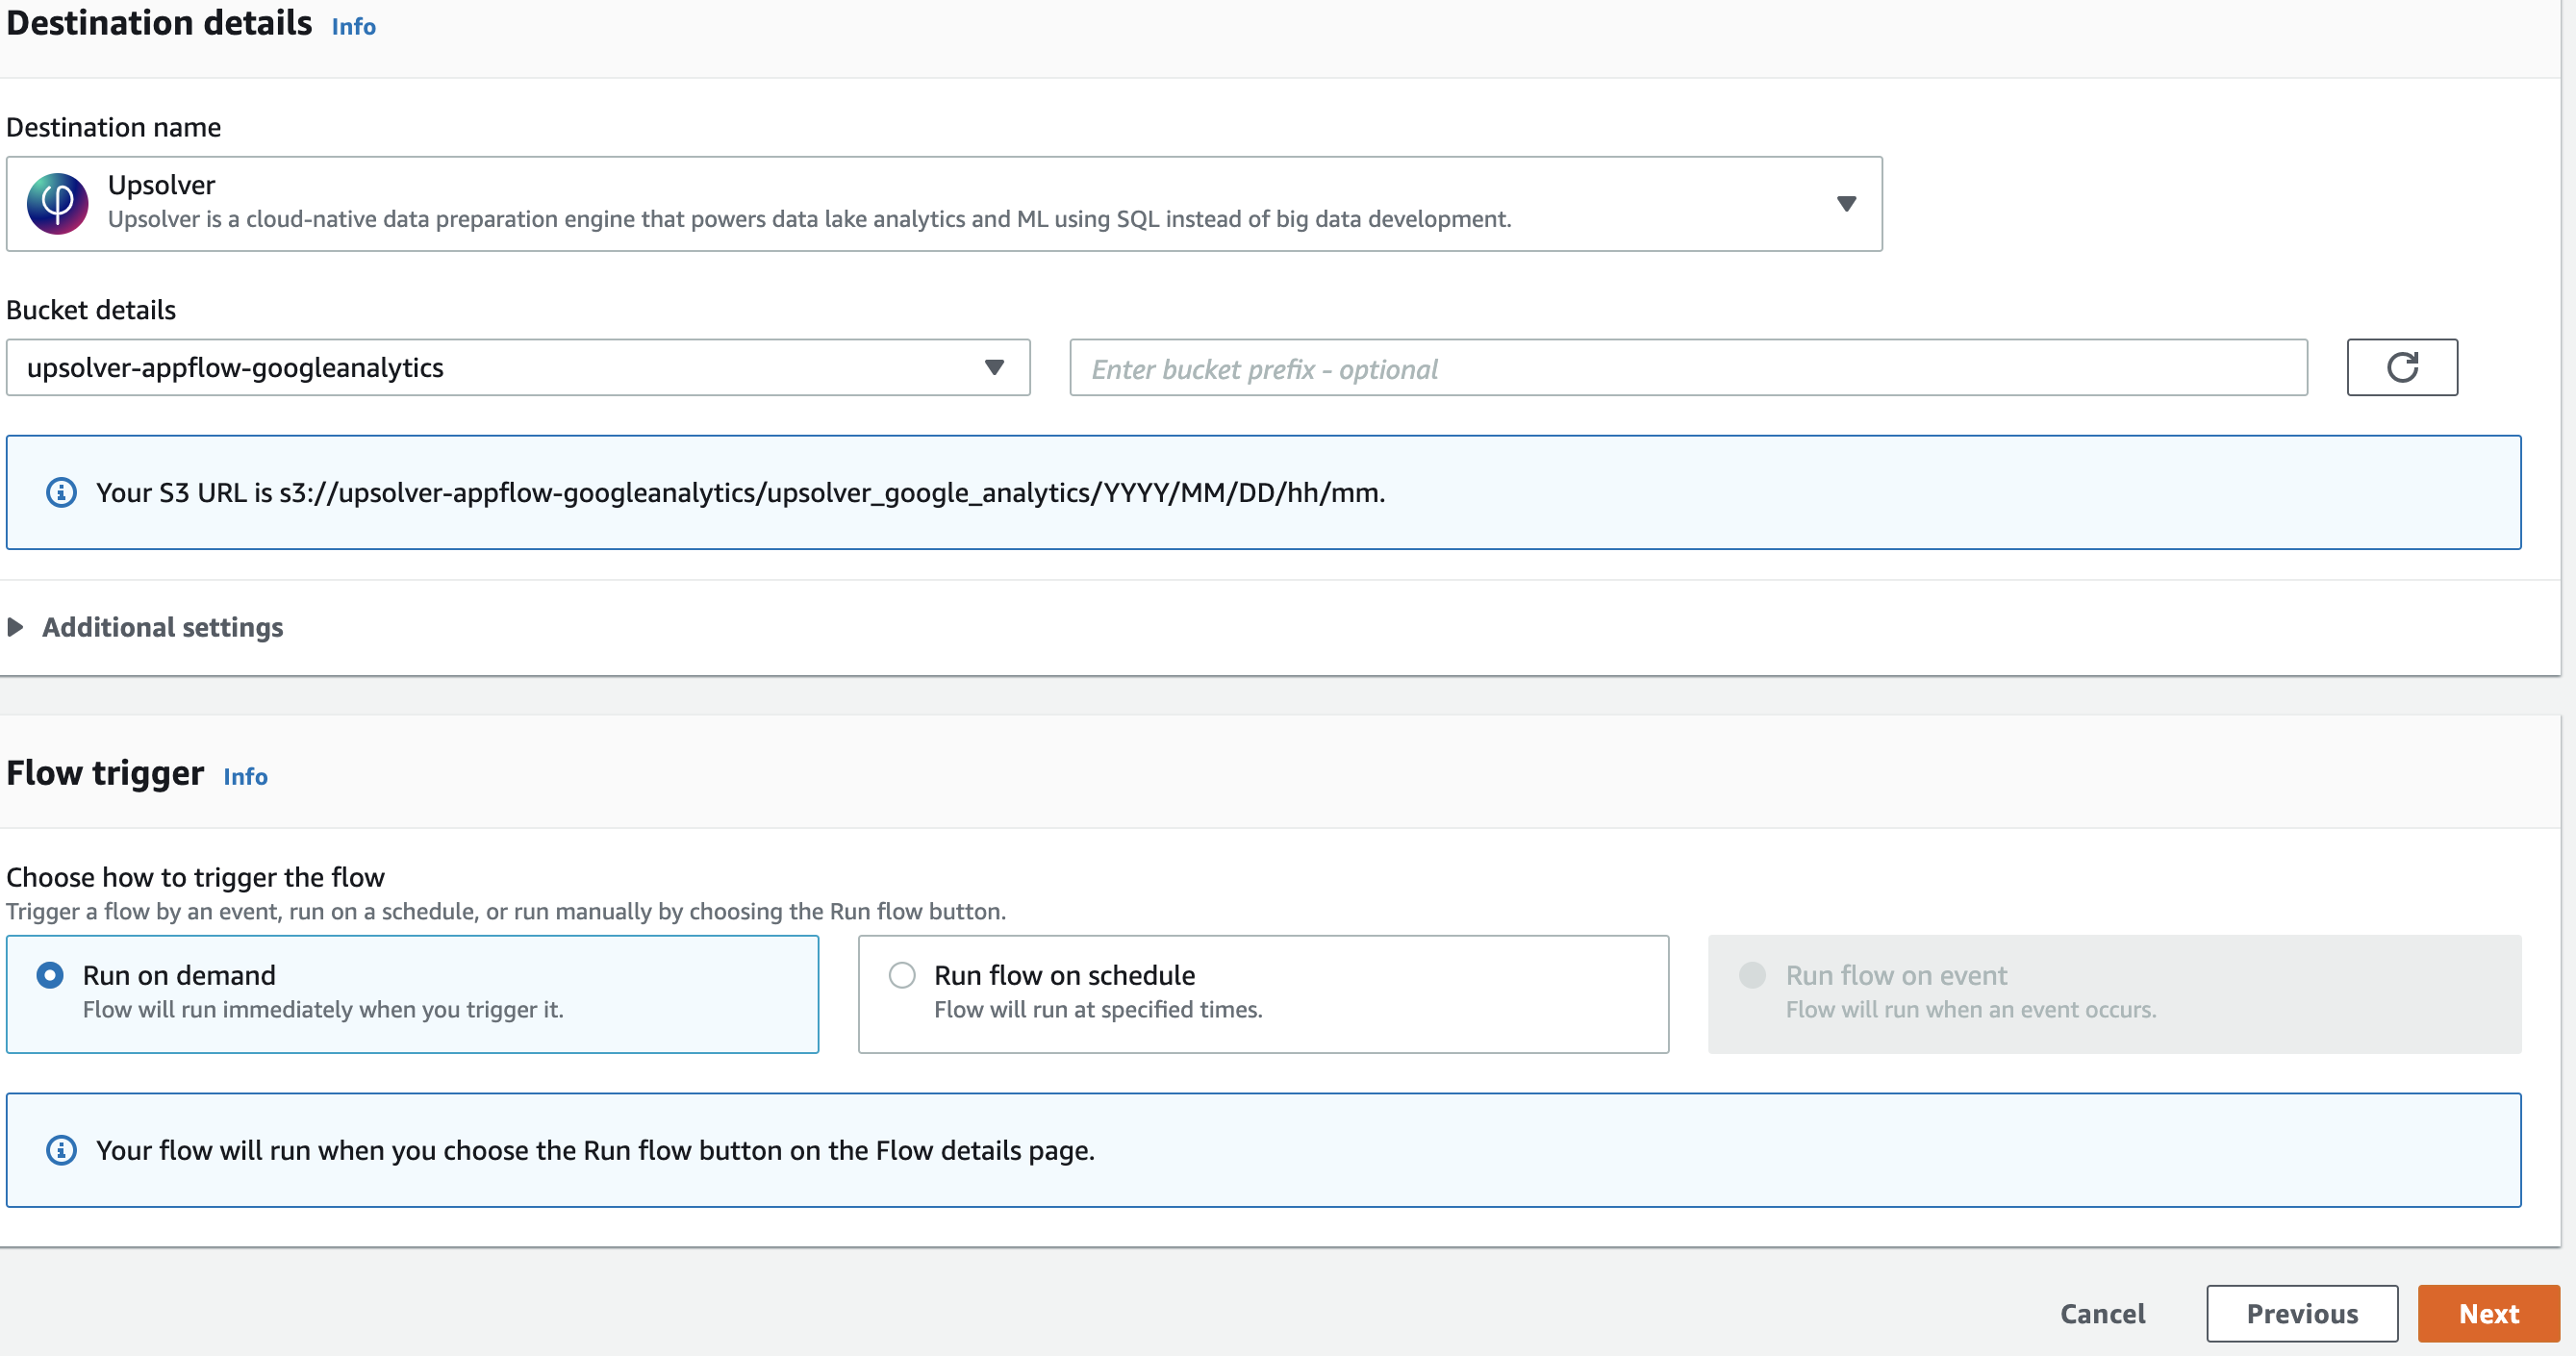 Destination details Info
Destination name
Upsolver
Upsolver is a cloud-native data preparation engine that powers data lake analytics and ML using SQL instead of big data development.
Bucket details
upsolver-appflow-googleanalytics
Enter bucket prefix - optional
Your S3 URL is s3://upsolver-appflow-googleanalytics/upsolver_google_analytics/YYYY/MM/DD/hh/mm.
Additional settings
Flow trigger Info
Choose how to trigger the flow
Trigger a flow by an event, run on a schedule, or run manually by choosing the Run flow button.
Run on demand
Flow will run immediately when you trigger it.
Run flow on schedule
Flow will run at specified times.
Run flow on event
Flow will run when an event occurs.
Your flow will run when you choose the Run flow button on the Flow details page.
Cancel
Previous
Next